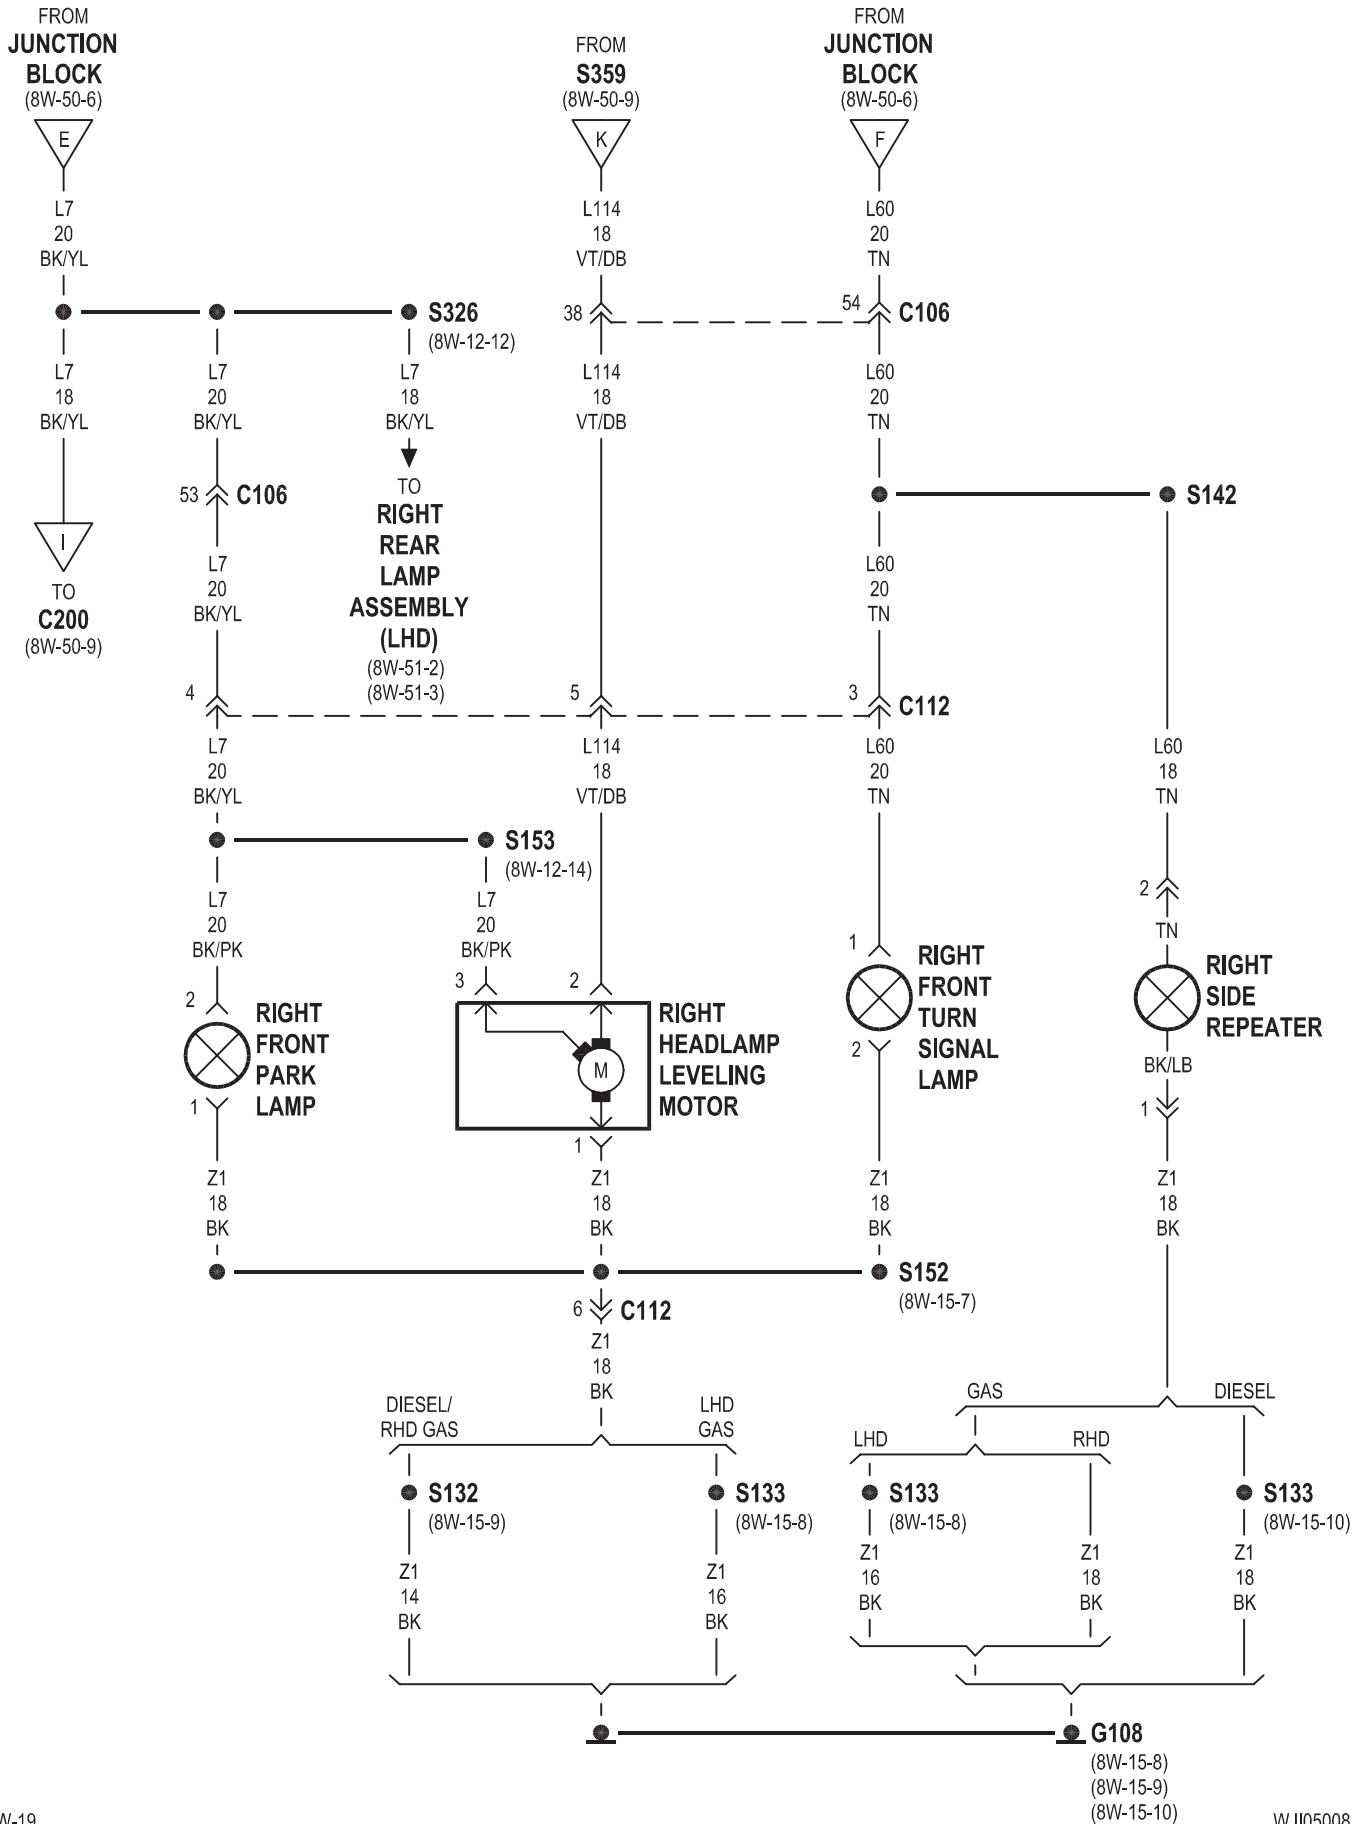 FROM
JUNCTION
BLOCK
(8W-50-6)
E
FROM
S359
(8W-50-9)
K
FROM
JUNCTION
BLOCK
(8W-50-6)
F
L7
20
BK/YL
L114
18
VT/DB
L60
20
TN
S326
(8W-12-12)
38
54
C106
L7
18
BK/YL
L7
20
BK/YL
L7
18
BK/YL
L114
18
VT/DB
L60
20
TN
53
C106
TO
RIGHT
REAR
LAMP
ASSEMBLY
(LHD)
(8W-51-2)
(8W-51-3)
S142
I
TO
C200
(8W-50-9)
L7
20
BK/YL
L60
20
TN
4
5
3
C112
L7
20
BK/YL
L114
18
VT/DB
L60
20
TN
L60
18
TN
S153
(8W-12-14)
L7
20
BK/PK
L7
20
BK/PK
2
TN
2
3
2
1
RIGHT
FRONT
PARK
LAMP
1
M
1
RIGHT
HEADLAMP
LEVELING
MOTOR
RIGHT
FRONT
TURN
SIGNAL
LAMP
2
RIGHT
SIDE
REPEATER
BK/LB
1
Z1
18
BK
Z1
18
BK
Z1
18
BK
Z1
18
BK
S152
(8W-15-7)
6
C112
Z1
18
BK
DIESEL/
RHD GAS
LHD
GAS
GAS
DIESEL
LHD
RHD
S132
(8W-15-9)
S133
(8W-15-8)
S133
(8W-15-8)
S133
(8W-15-10)
Z1
14
BK
Z1
16
BK
Z1
16
BK
Z1
18
BK
Z1
18
BK
G108
(8W-15-8)
(8W-15-9)
(8W-15-10)
W-19